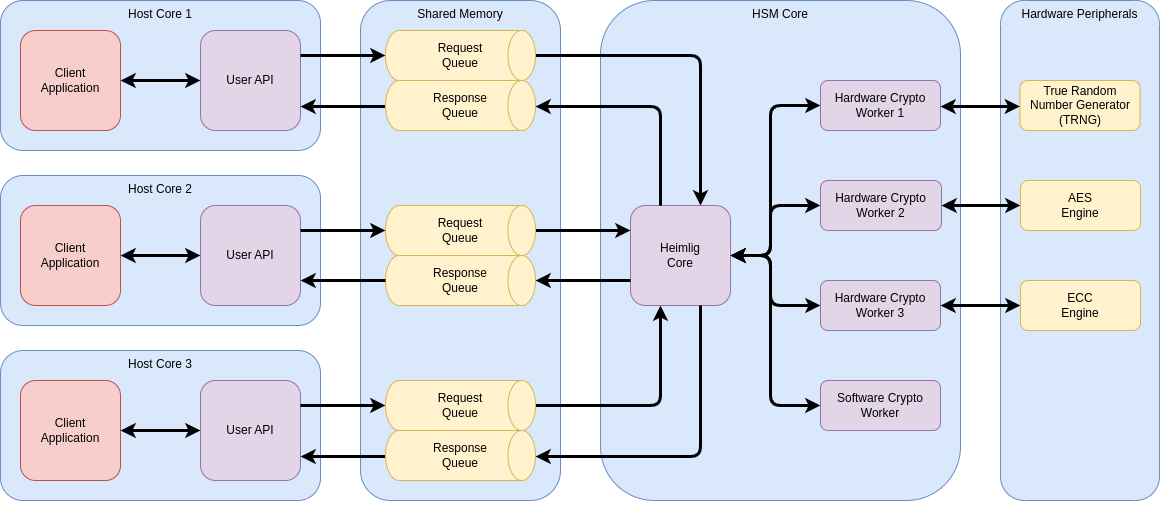 Host Core 1
Client
Application
User API
Host Core 2
Client
Application
User API
Host Core 3
Client
Application
User API
Shared Memory
Request
Queue
Response
Queue
Request
Queue
Response
Queue
Request
Queue
Response
Queue
HSM Core
Heimlig
Core
Hardware Crypto
Worker 1
Hardware Crypto
Worker 2
Hardware Crypto
Worker 3
Software Crypto
Worker
Hardware Peripherals
True Random
Number Generator
(TRNG)
AES
Engine
ECC
Engine